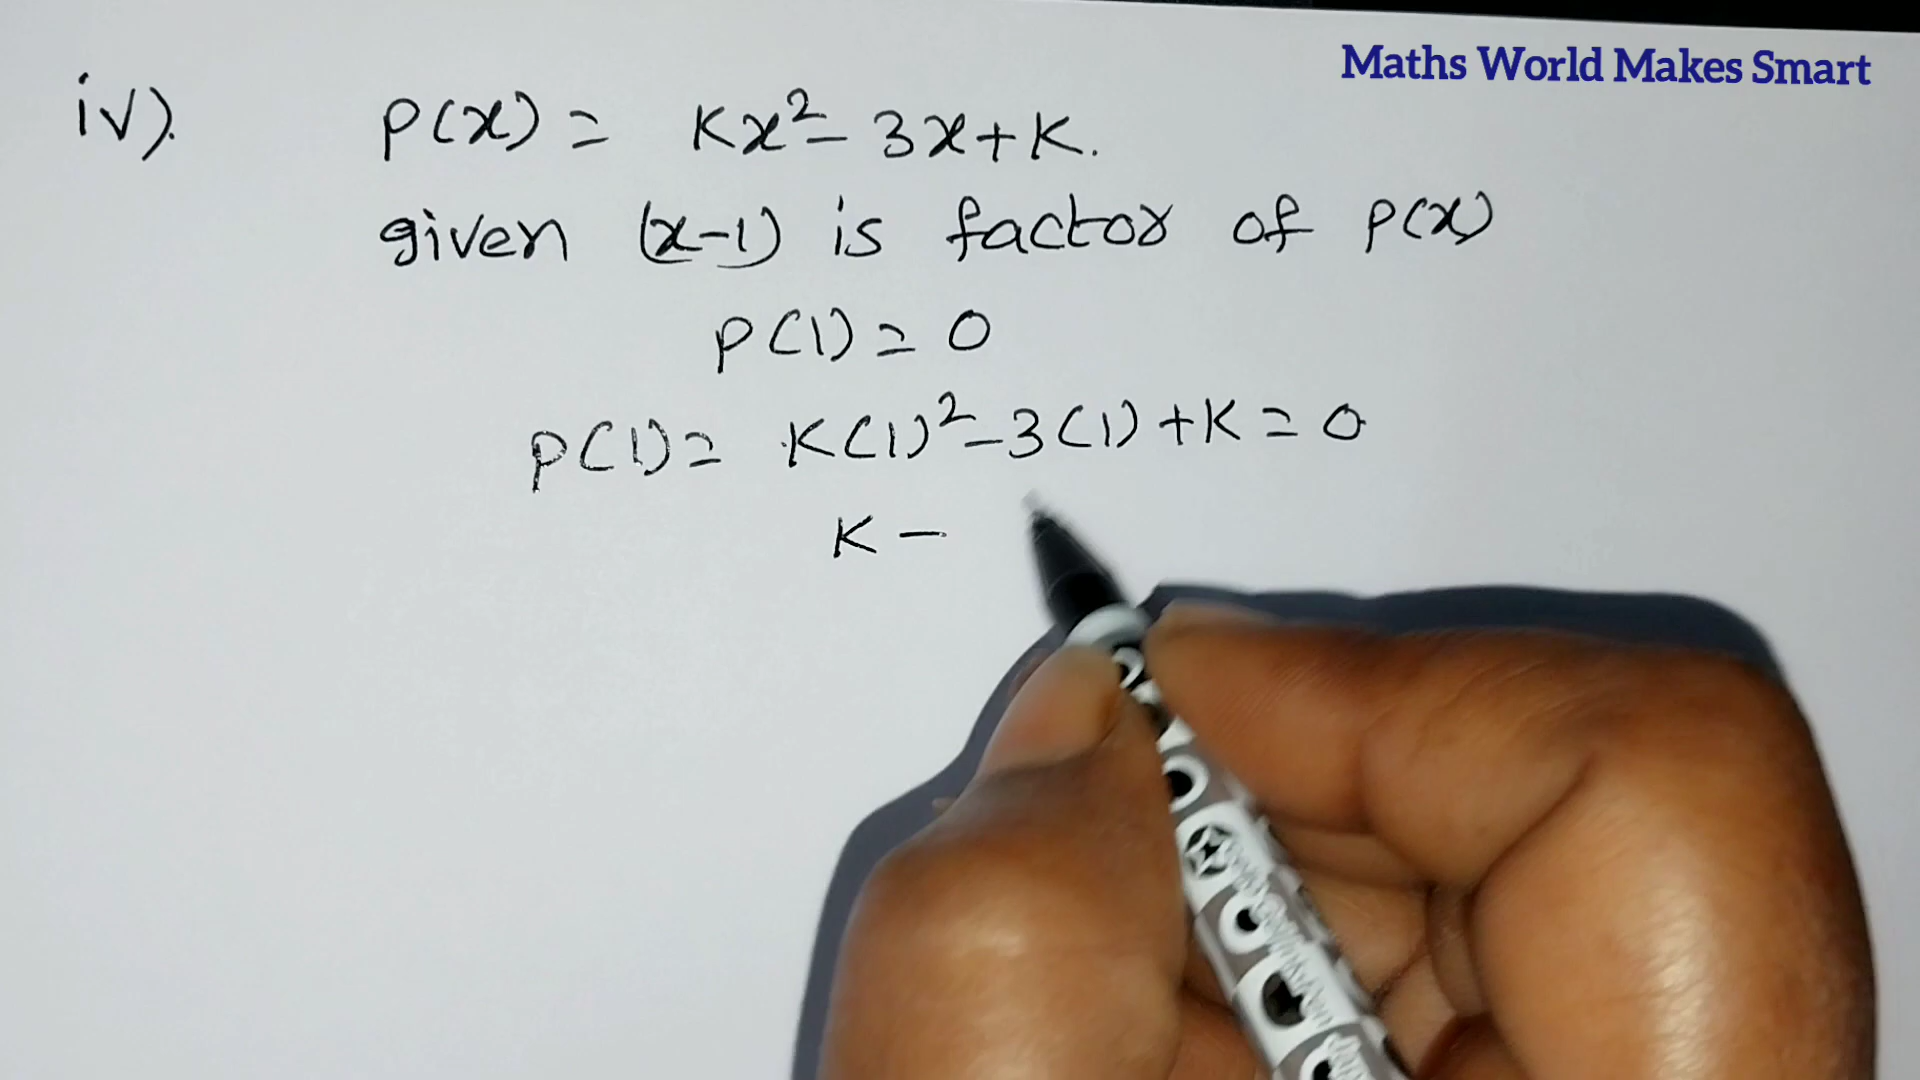 Maths World Makes Smart
iv). P(x) = Kx² - 3x + K.
given (x-1) is factor of P(x)
P(1) = 0
P(1) = K(1)² - 3(1) + K = 0
K -